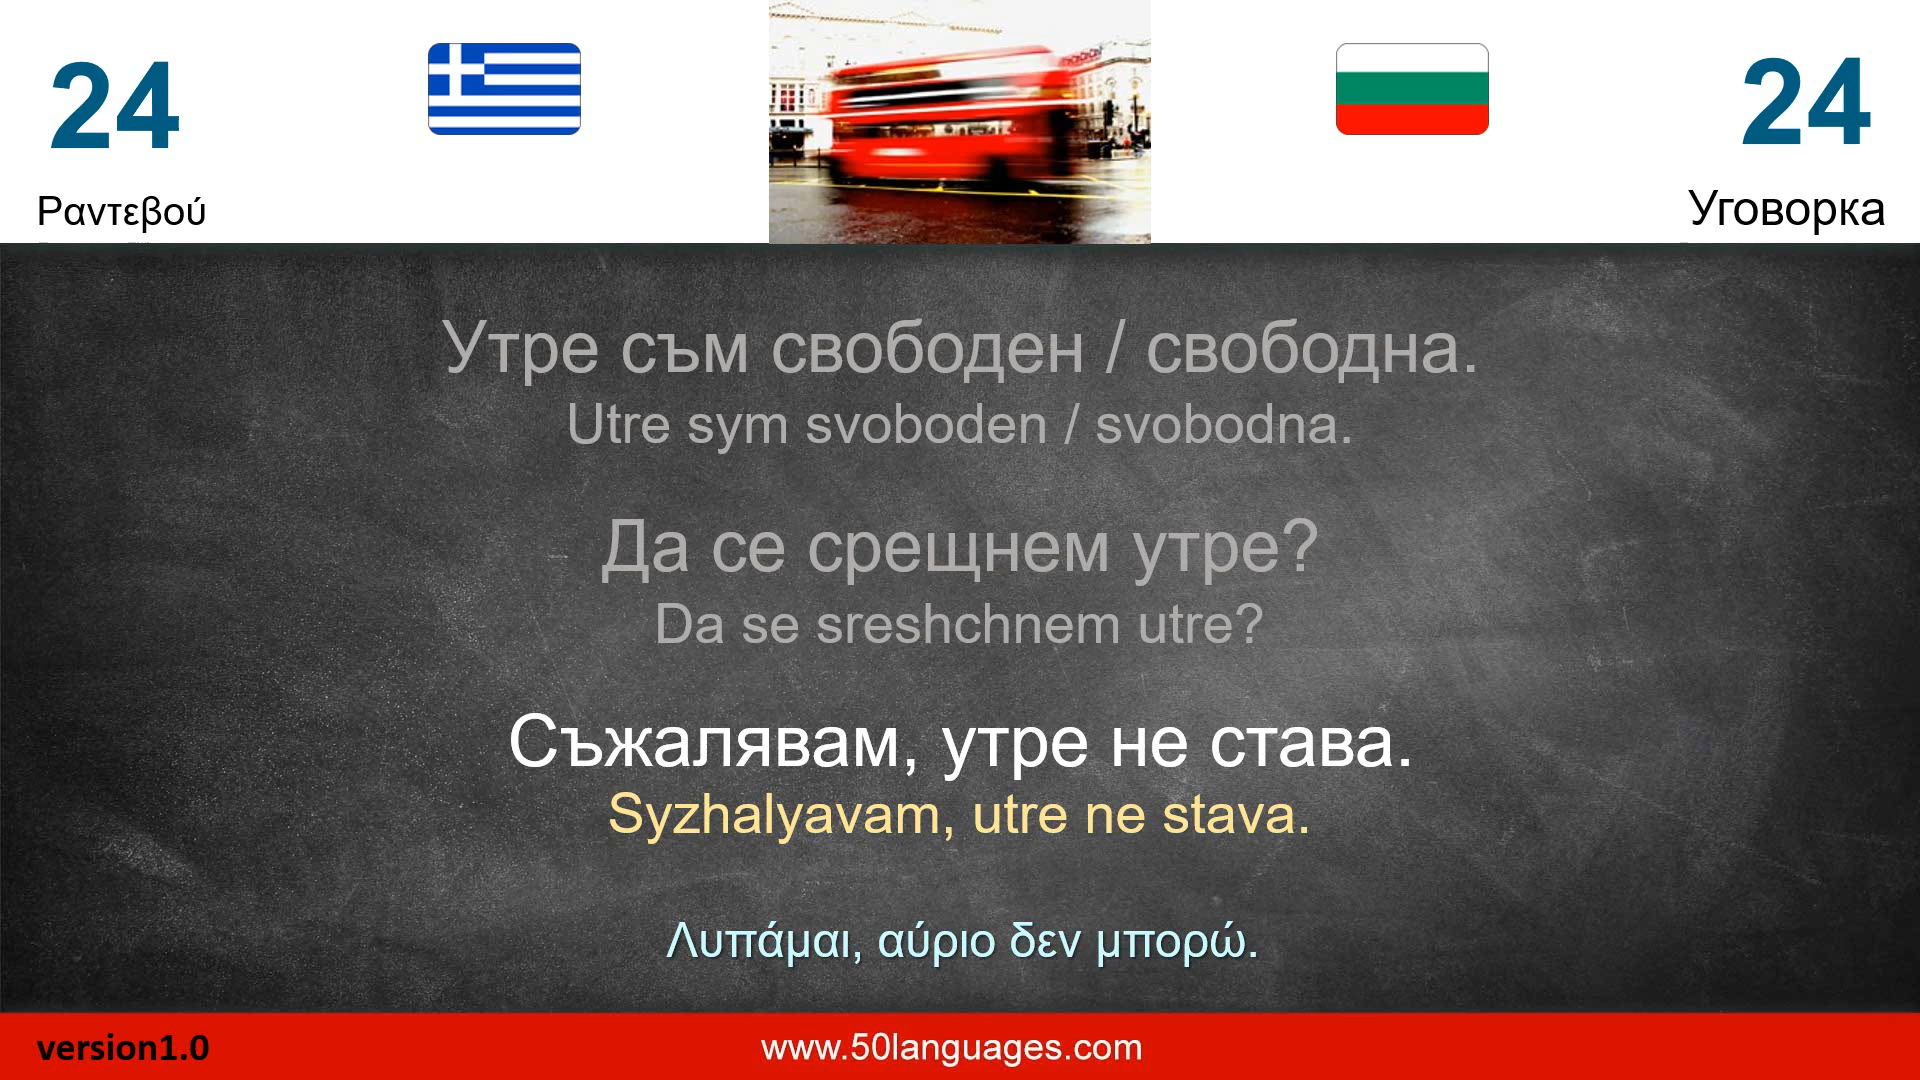 24
24
Ραντεβού
Уговорка
Утре съм свободен / свободна.
Utre sym svoboden / svobodna.
Да се срещнем утре?
Da se sreshchnem utre?
Съжалявам, утре не става.
Syzhalyavam, utre ne stava.
Λυπάμαι, αύριο δεν μπορώ.
version1.0
www.50languages.com